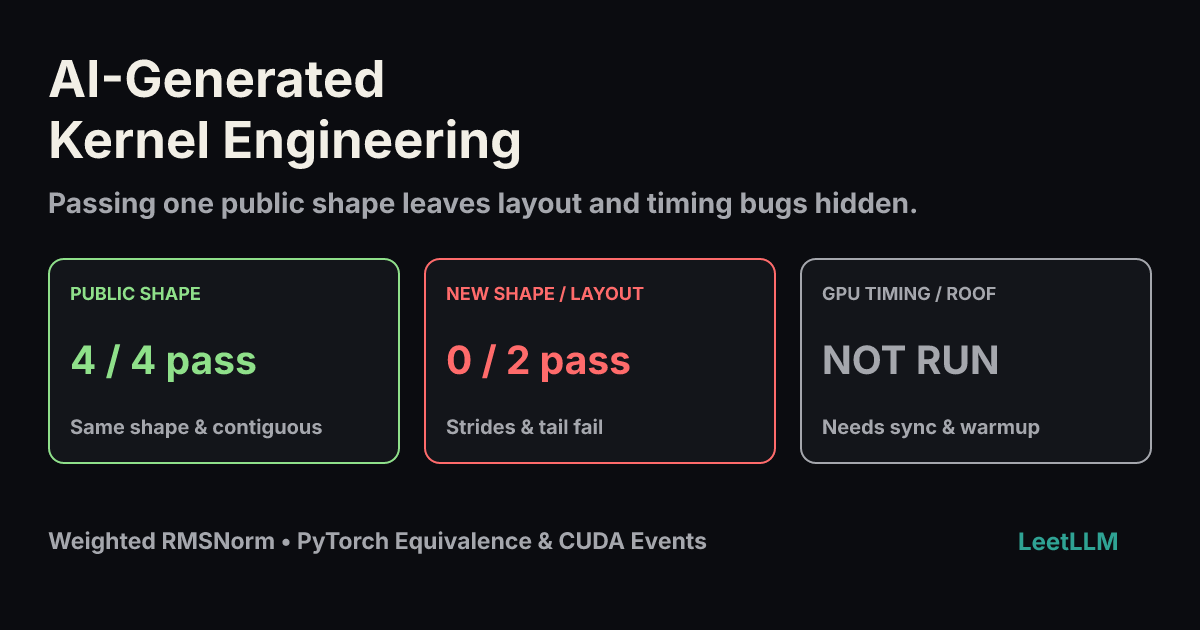 AI-Generated
Kernel Engineering
Passing one public shape leaves layout and timing bugs hidden.
PUBLIC SHAPE
4 / 4 pass
Same shape & contiguous
NEW SHAPE / LAYOUT
0 / 2 pass
Strides & tail fail
GPU TIMING / ROOF
NOT RUN
Needs sync & warmup
Weighted RMSNorm • PyTorch Equivalence & CUDA Events
LeetLLM